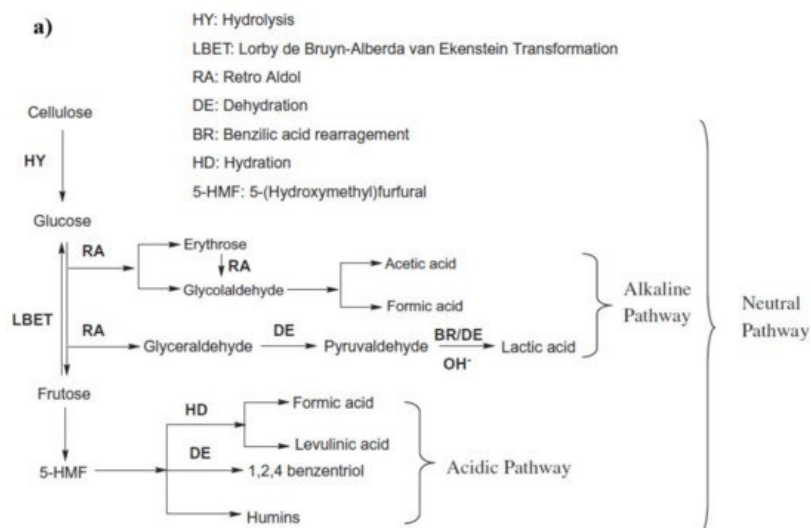 a)
HY: Hydrolysis
LBET: Lorby de Bruyn-Alberda van Ekenstein Transformation
RA: Retro Aldol
DE: Dehydration
BR: Benzilic acid rearragement
HD: Hydration
5-HMF: 5-(Hydroxymethyl)furfural
Cellulose
HY
Glucose
RA
Erythrose
RA
Glycolaldehyde
Acetic acid
Formic acid
LBET
RA
Glyceraldehyde
DE
Pyruvaldehyde
BR/DE
OH-
Lactic acid
Alkaline
Pathway
Neutral
Pathway
Frutose
HD
Formic acid
Levulinic acid
5-HMF
DE
1,2,4 benzentriol
Humins
Acidic Pathway